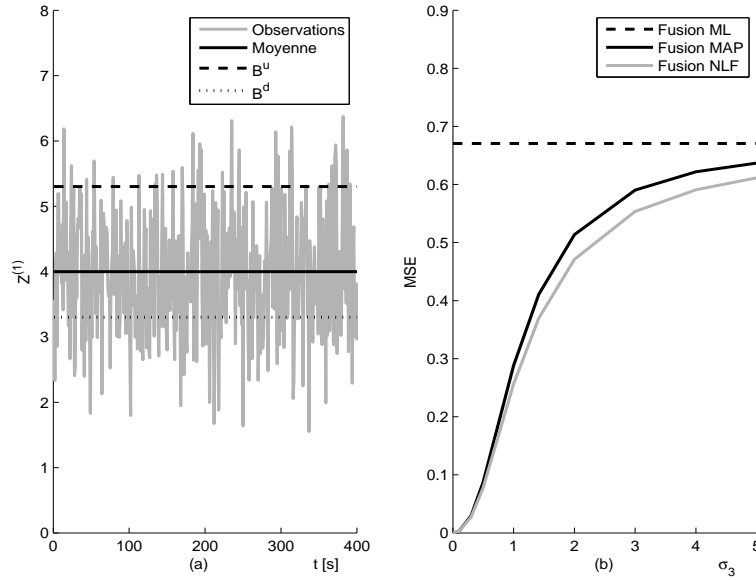 Observations
Moyenne
B^u
B^d
8
7
6
5
4
3
2
1
0
Z^(1)
0 100 200 300 400
(a) t [s]
Fusion ML
Fusion MAP
Fusion NLF
0.9
0.8
0.7
0.6
0.5
0.4
0.3
0.2
0.1
0
MSE
0 1 2 3 4 5
(b) σ_3